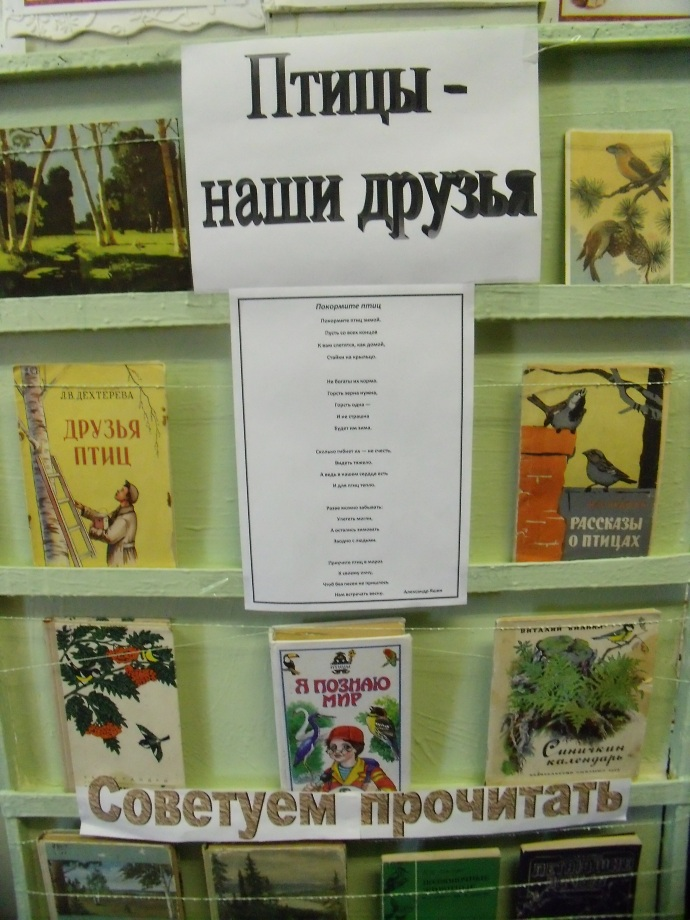 Птицы -
наши друзья
Покормите птиц
Покормите птиц зимой.
Пусть со всех концов
К вам слетятся, как домой,
Стайки на крыльцо.
Не богаты их корма.
Горсть зерна нужна,
Горсть одна —
И не страшна
Будет им зима.
Сколько гибнет их — не счесть,
Видеть тяжело.
А ведь в нашем сердце есть
И для птиц тепло.
Разве можно забывать:
Улететь могли,
А остались зимовать
Заодно с людьми.
Приучите птиц в мороз
К своему окну,
Чтоб без песен не пришлось
Нам встречать весну.
Александр Яшин
Л.В ДЕХТЕРЕВА
ДРУЗЬЯ
ПТИЦ
РАССКАЗЫ
О ПТИЦАХ
Я ПОЗНАЮ
МИР
ВИТАЛИЙ БИАНКИ
Синичкин
календарь
Советуем прочитать